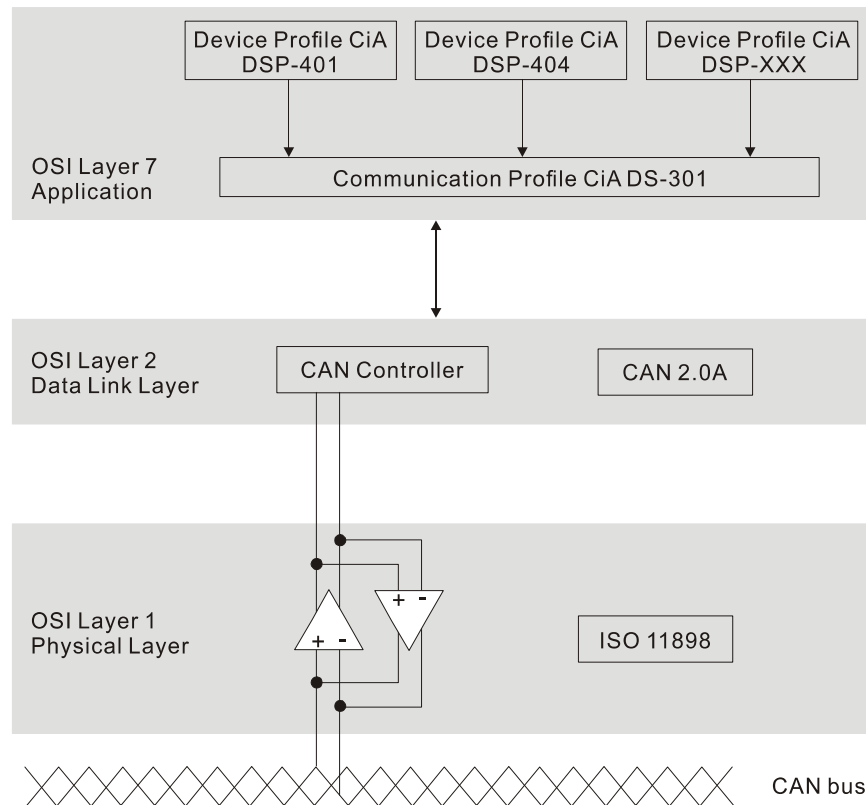 Device Profile CiA
DSP-401
Device Profile CiA
DSP-404
Device Profile CiA
DSP-XXX
OSI Layer 7
Application
Communication Profile CiA DS-301
OSI Layer 2
Data Link Layer
CAN Controller
CAN 2.0A
+ -
OSI Layer 1
Physical Layer
+ -
ISO 11898
CAN bus